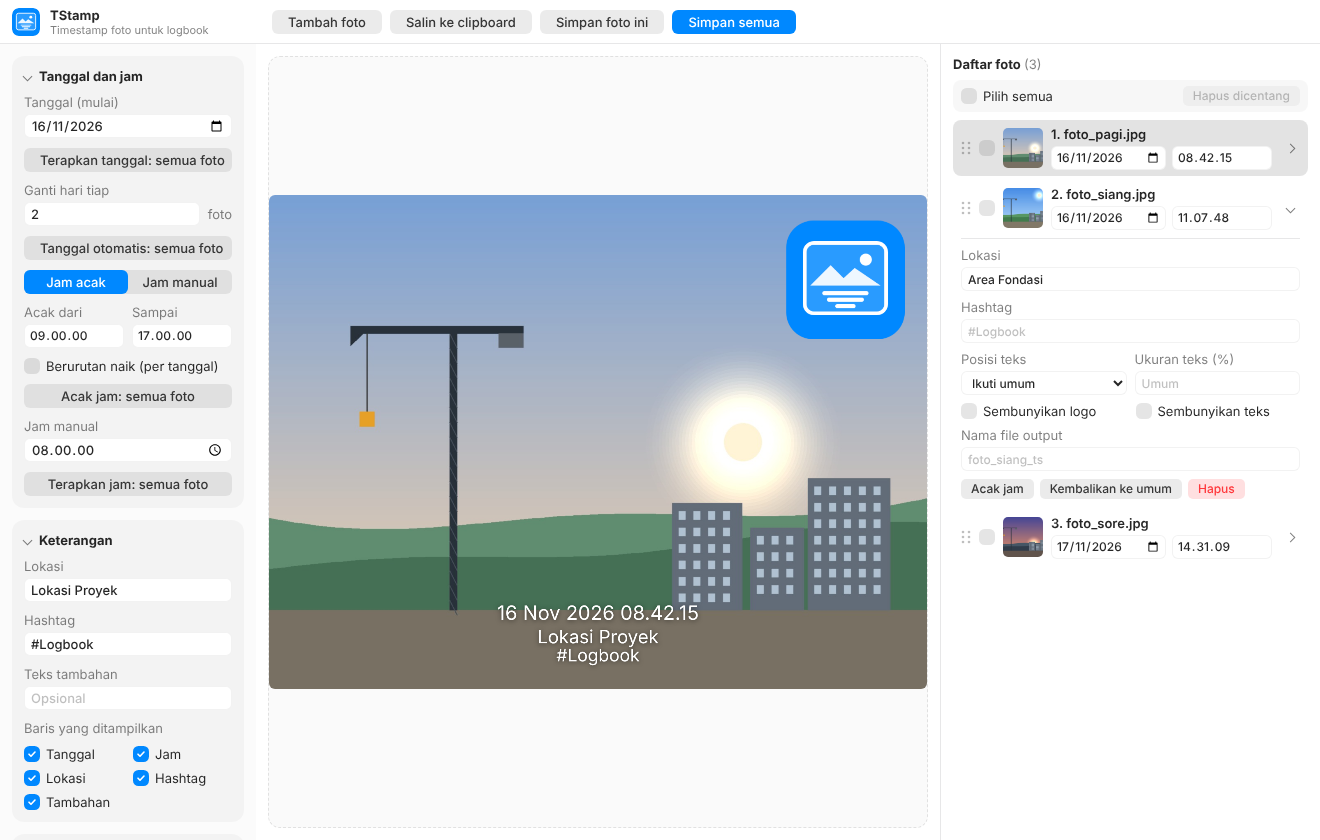 TStamp
Timestamp foto untuk logbook
Tambah foto
Salin ke clipboard
Simpan foto ini
Simpan semua
Tanggal dan jam
Tanggal (mulai)
16/11/2026
Terapkan tanggal: semua foto
Ganti hari tiap
2 foto
Tanggal otomatis: semua foto
Jam acak Jam manual
Acak dari Sampai
09.00.00 17.00.00
Berurutan naik (per tanggal)
Acak jam: semua foto
Jam manual
08.00.00
Terapkan jam: semua foto
Keterangan
Lokasi
Lokasi Proyek
Hashtag
#Logbook
Teks tambahan
Opsional
Baris yang ditampilkan
Tanggal Jam
Lokasi Hashtag
Tambahan
16 Nov 2026 08.42.15
Lokasi Proyek
#Logbook
Daftar foto (3)
Pilih semua Hapus dicentang
1. foto_pagi.jpg
16/11/2026 08.42.15
2. foto_siang.jpg
16/11/2026 11.07.48
Lokasi
Area Fondasi
Hashtag
#Logbook
Posisi teks Ukuran teks (%)
Ikuti umum Umum
Sembunyikan logo Sembunyikan teks
Nama file output
foto_siang_ts
Acak jam Kembalikan ke umum Hapus
3. foto_sore.jpg
17/11/2026 14.31.09